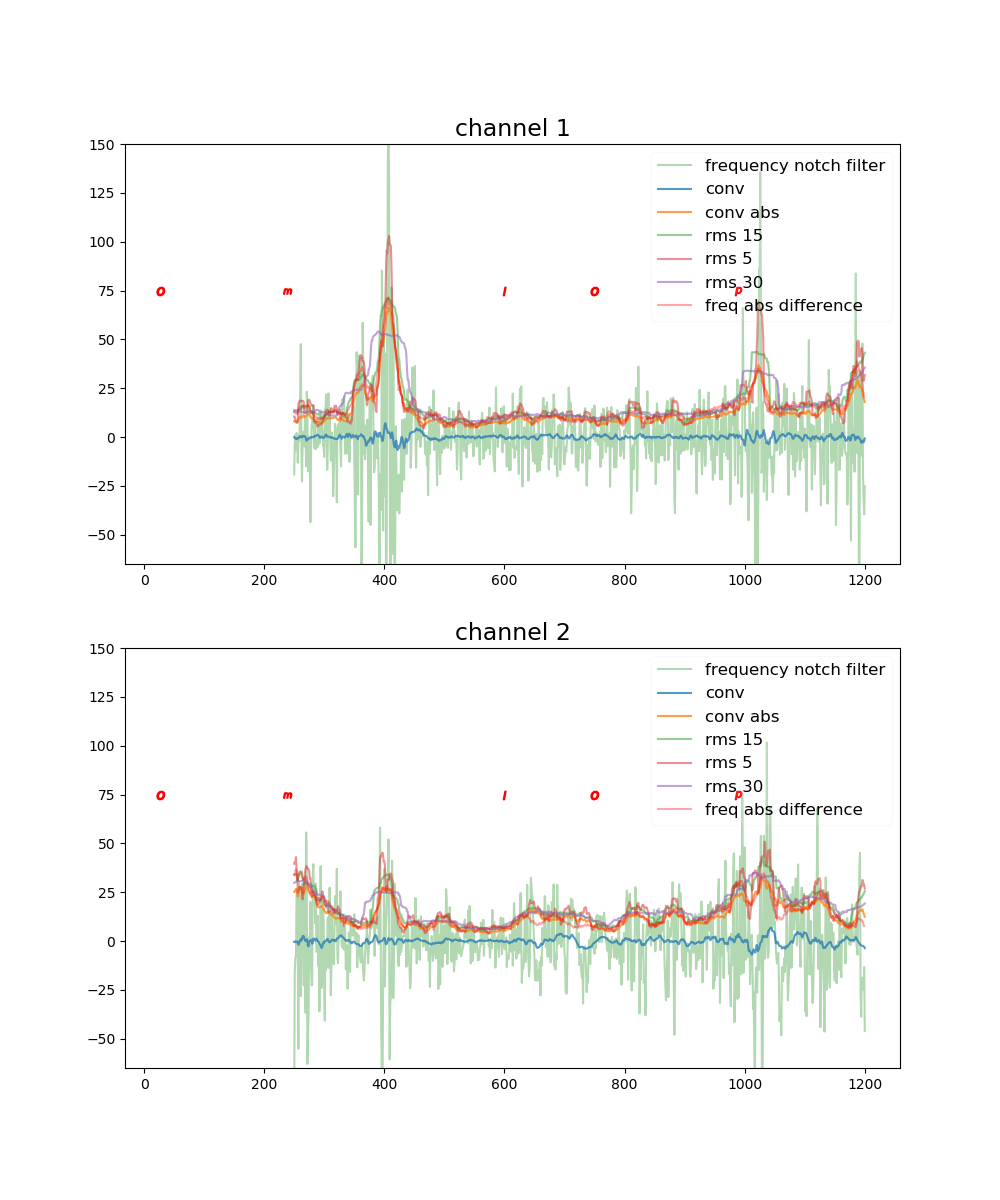 channel 1
150
125
100
75
50
25
0
−25
−50
frequency notch filter
conv
conv abs
rms 15
rms 5
rms 30
freq abs difference
O m I O p
0 200 400 600 800 1000 1200
channel 2
150
125
100
75
50
25
0
−25
−50
frequency notch filter
conv
conv abs
rms 15
rms 5
rms 30
freq abs difference
O m I O p
0 200 400 600 800 1000 1200